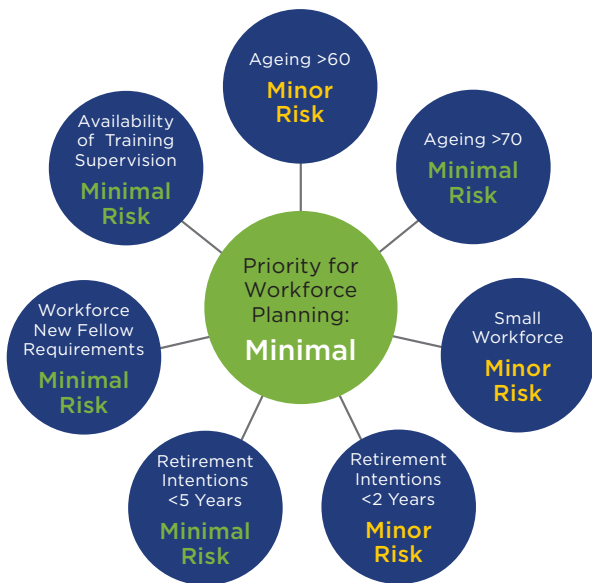 Ageing >60
Minor
Risk
Ageing >70
Minimal
Risk
Small
Workforce
Minor
Risk
Retirement
Intentions
<2 Years
Minor
Risk
Retirement
Intentions
<5 Years
Minimal
Risk
Workforce
New Fellow
Requirements
Minimal
Risk
Availability
of Training
Supervision
Minimal
Risk
Priority for
Workforce
Planning:
Minimal